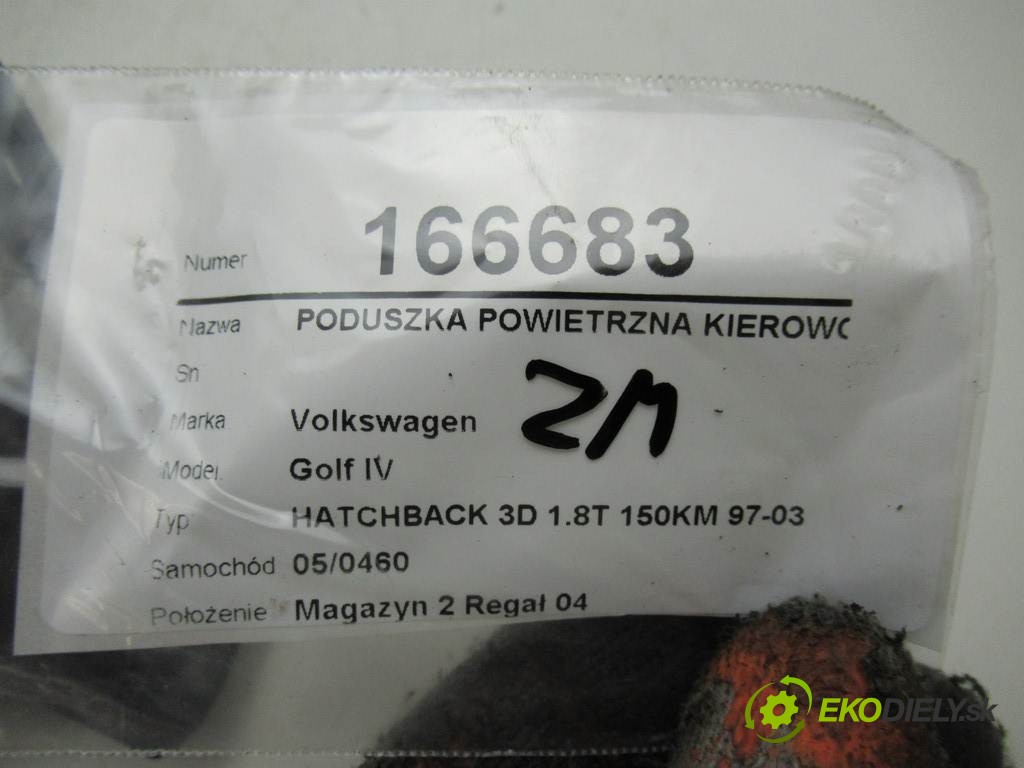 Numer 166683
Nazwa PODUSZKA POWIETRZNA KIEROWC
Sn
Marka Volkswagen
Model Golf IV
Typ HATCHBACK 3D 1.8T 150KM 97-03
Samochód 05/0460
Położenie Magazyn 2 Regał 04
ZM
EKODIELY.sk